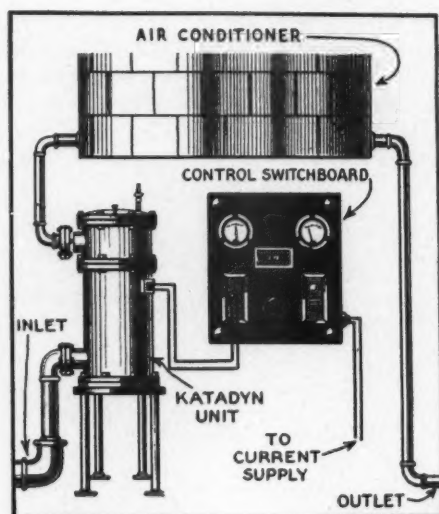 AIR CONDITIONER
CONTROL SWITCHBOARD
INLET
KATADYN
UNIT
TO
CURRENT
SUPPLY
OUTLET